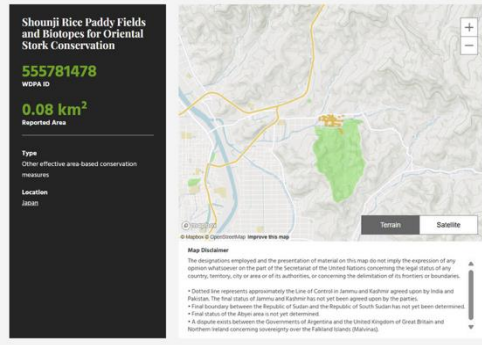 Shounji Rice Paddy Fields
and Biotopes for Oriental
Stork Conservation
555781478
WDPA ID
0.08 km²
Reported Area
Type
Other effective area-based conservation
measures
Location
Japan
+
−
mapbox
Terrain
Satellite
© Mapbox © OpenStreetMap Improve this map
Map Disclaimer
The designations employed and the presentation of material on this map do not imply the expression of any
opinion whatsoever on the part of the Secretariat of the United Nations concerning the legal status of any
country, territory, city or area or of its authorities, or concerning the delimitation of its frontiers or boundaries.
• Dotted line represents approximately the Line of Control in Jammu and Kashmir agreed upon by India and
Pakistan. The final status of Jammu and Kashmir has not yet been agreed upon by the parties.
• Final boundary between the Republic of Sudan and the Republic of South Sudan has not yet been determined.
• Final status of the Abyei area is not yet determined.
• A dispute exists between the Governments of Argentina and the United Kingdom of Great Britain and
Northern Ireland concerning sovereignty over the Falkland Islands (Malvinas).